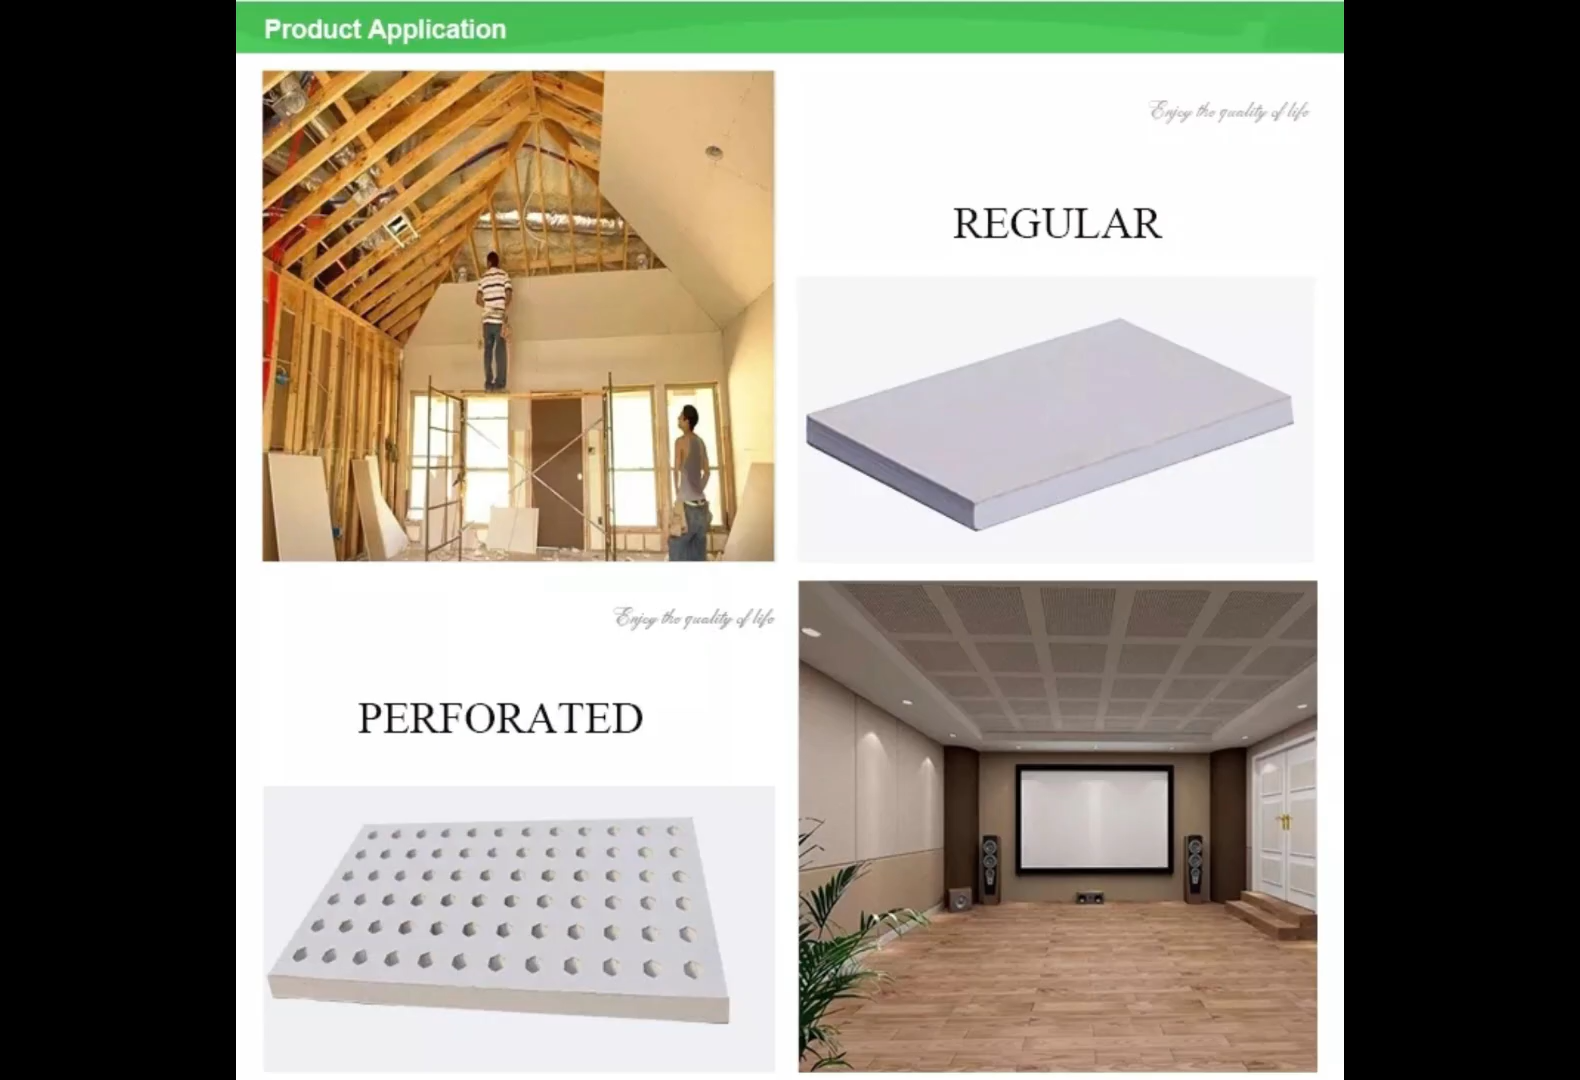 Product Application
Enjoy the quality of life
REGULAR
Enjoy the quality of life
PERFORATED